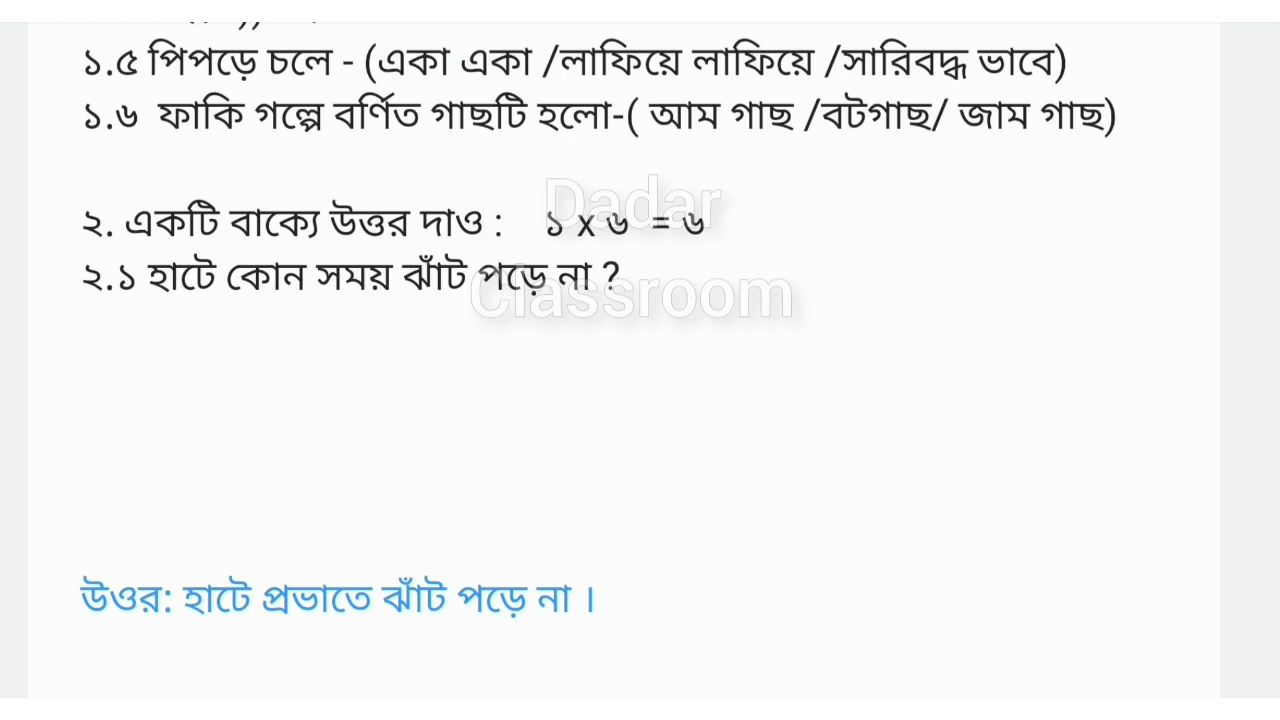 ১.৫ পিপড়ে চলে - (একা একা /লাফিয়ে লাফিয়ে /সারিবদ্ধ ভাবে)
১.৬ ফাকি গল্পে বর্ণিত গাছটি হলো-( আম গাছ /বটগাছ/ জাম গাছ)
Dadar
২. একটি বাক্যে উত্তর দাও : ১ x ৬ = ৬
২.১ হাটে কোন সময় ঝাঁট পড়ে না ?
Classroom
উওর: হাটে প্রভাতে ঝাঁট পড়ে না ।